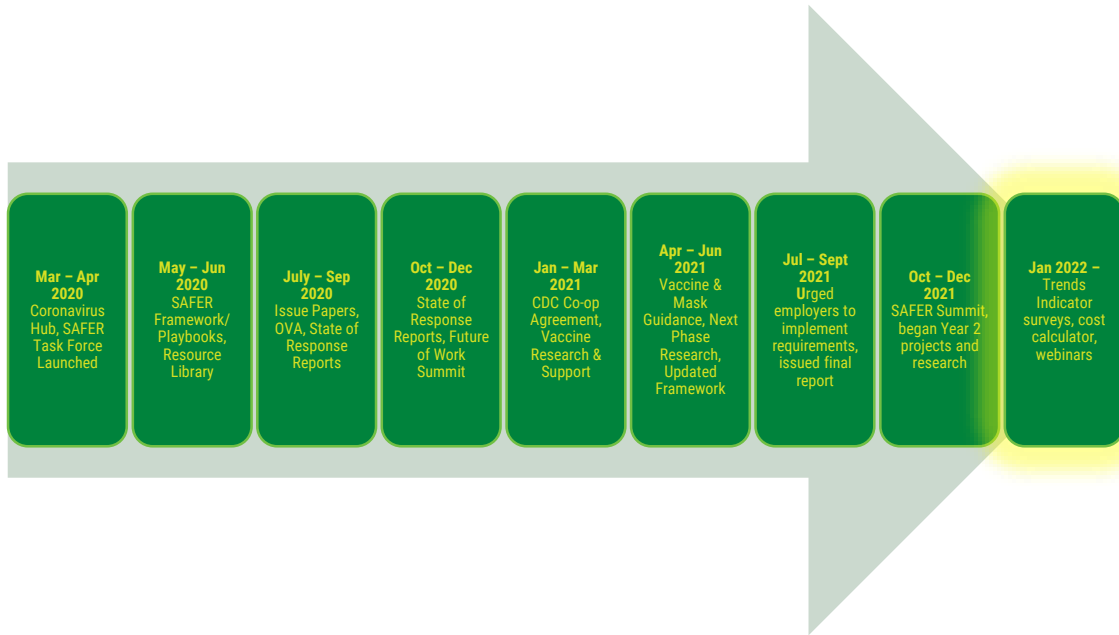 Mar – Apr
2020
Coronavirus
Hub, SAFER
Task Force
Launched
May – Jun
2020
SAFER
Framework/
Playbooks,
Resource
Library
July – Sep
2020
Issue Papers,
OVA, State of
Response
Reports
Oct – Dec
2020
State of
Response
Reports, Future
of Work
Summit
Jan – Mar
2021
CDC Co-op
Agreement,
Vaccine
Research &
Support
Apr – Jun
2021
Vaccine &
Mask
Guidance, Next
Phase
Research,
Updated
Framework
Jul – Sept
2021
Urged
employers to
implement
requirements,
issued final
report
Oct – Dec
2021
SAFER Summit,
began Year 2
projects and
research
Jan 2022 –
Trends
Indicator
surveys, cost
calculator,
webinars